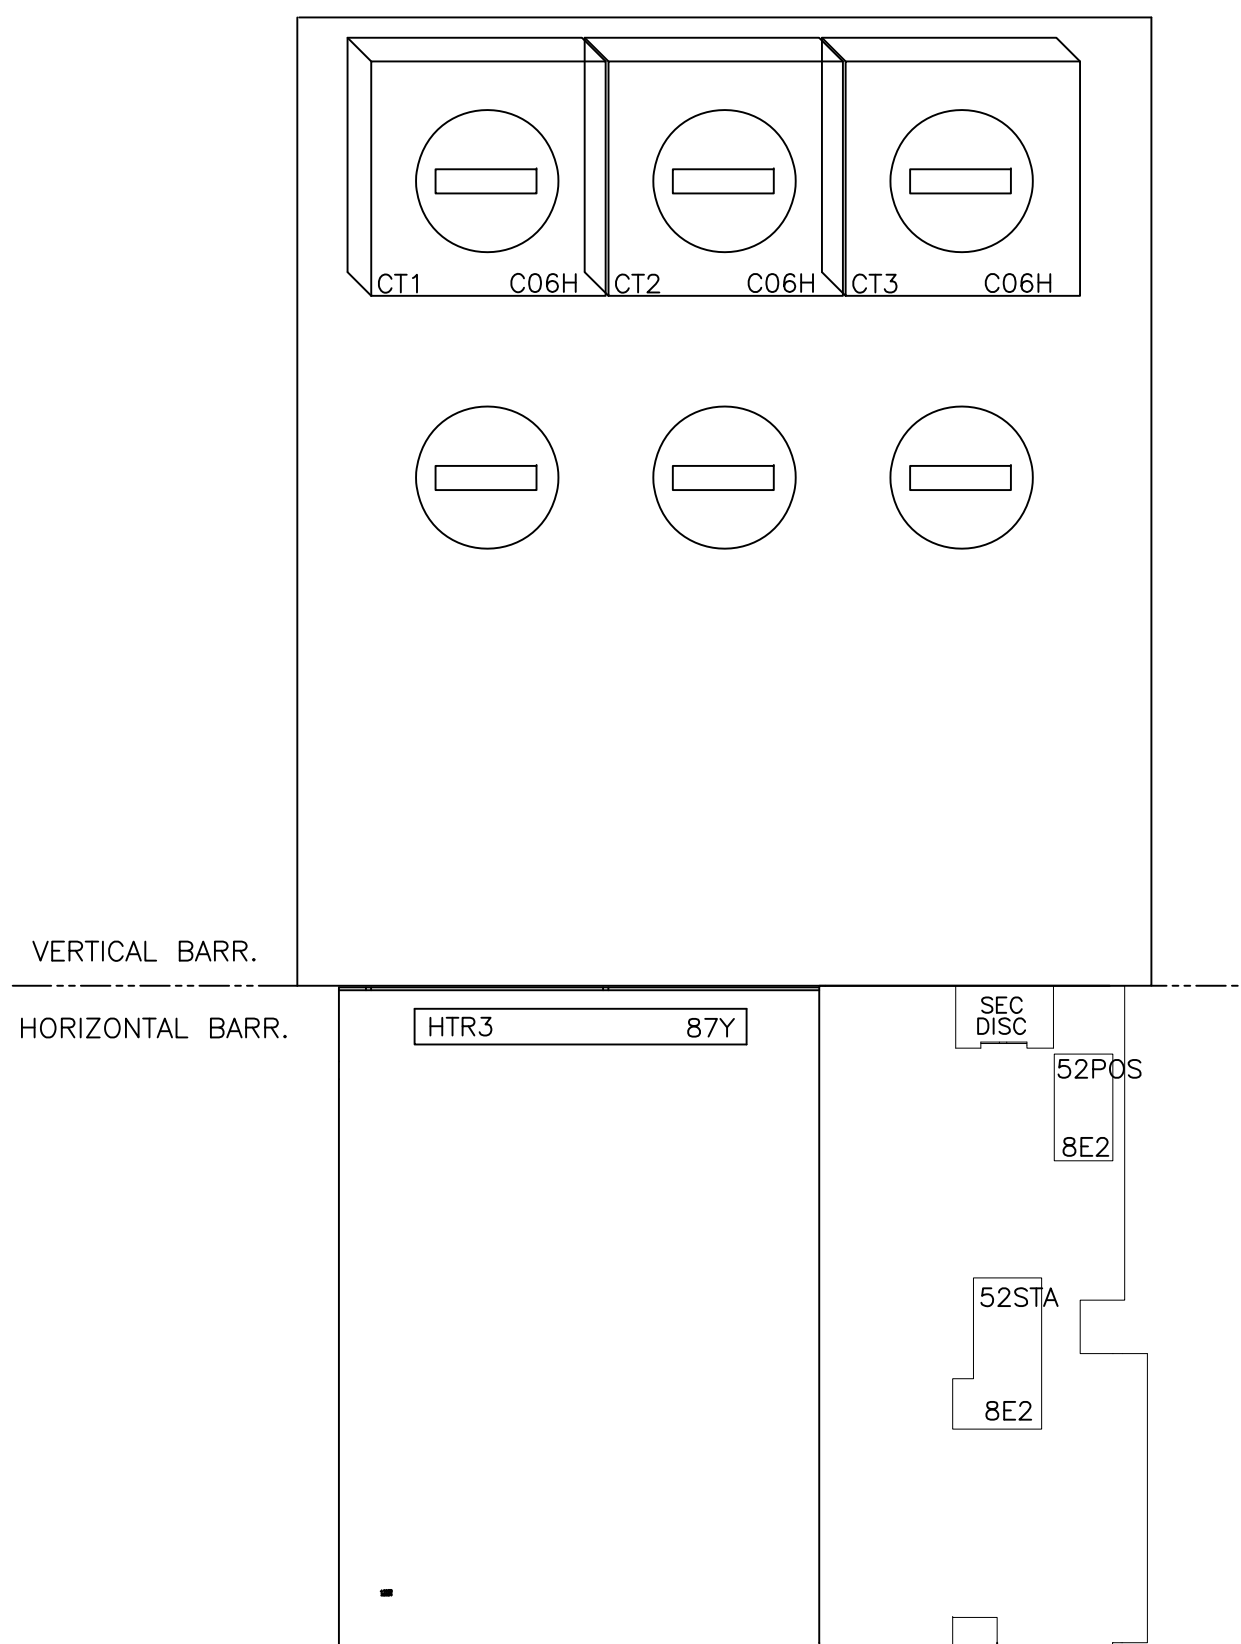 CT1 C06H CT2 C06H CT3 C06H
VERTICAL BARR.
HORIZONTAL BARR.
HTR3 87Y
SEC
DISC
52POS
8E2
52STA
8E2